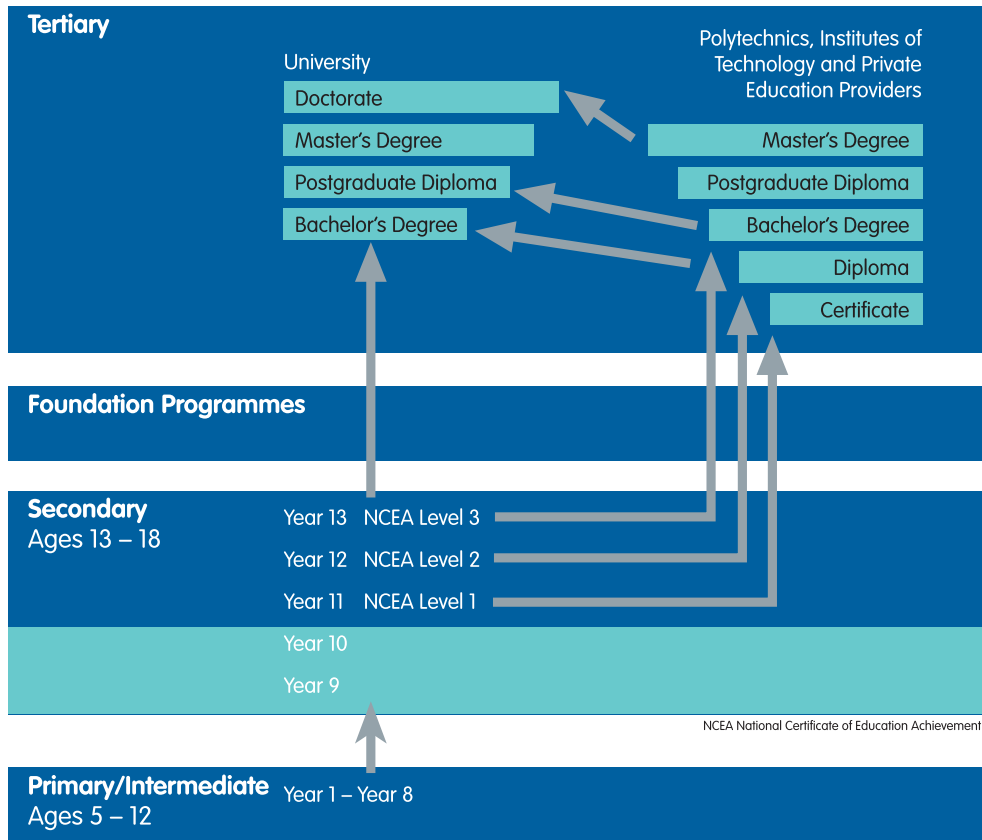 Tertiary
University
Doctorate
Master's Degree
Postgraduate Diploma
Bachelor's Degree
Polytechnics, Institutes of
Technology and Private
Education Providers
Master's Degree
Postgraduate Diploma
Bachelor's Degree
Diploma
Certificate
Foundation Programmes
Secondary
Ages 13 – 18
Year 13 NCEA Level 3
Year 12 NCEA Level 2
Year 11 NCEA Level 1
Year 10
Year 9
NCEA National Certificate of Education Achievement
Primary/Intermediate
Ages 5 – 12
Year 1 – Year 8